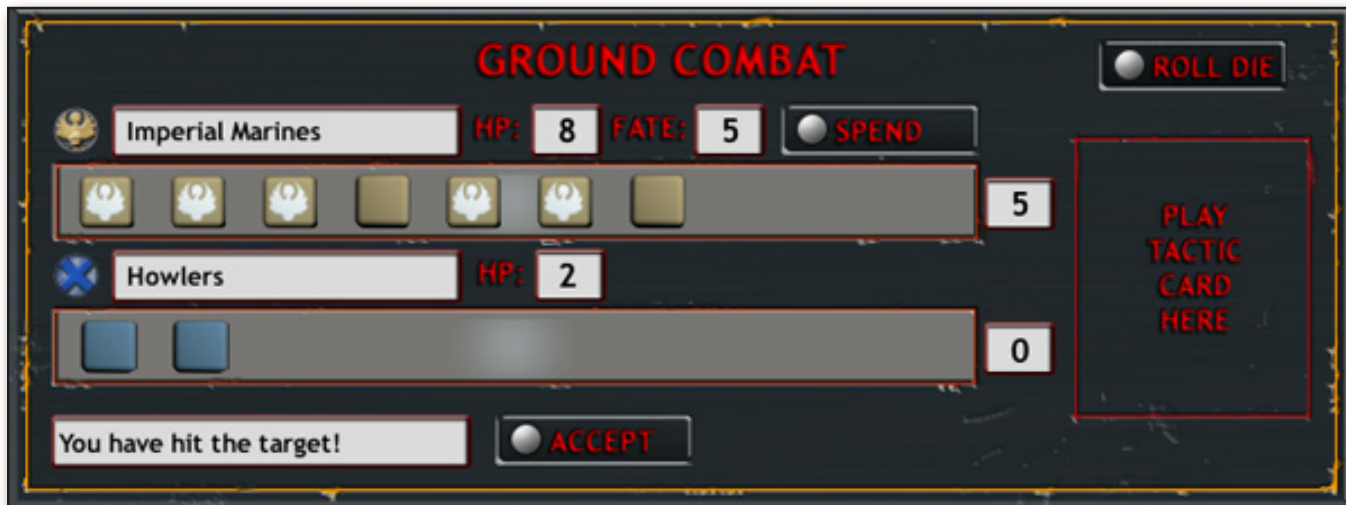 GROUND COMBAT
ROLL DIE
Imperial Marines HP: 8 FATE: 5 SPEND
5
Howlers HP: 2
0
PLAY
TACTIC
CARD
HERE
You have hit the target! ACCEPT